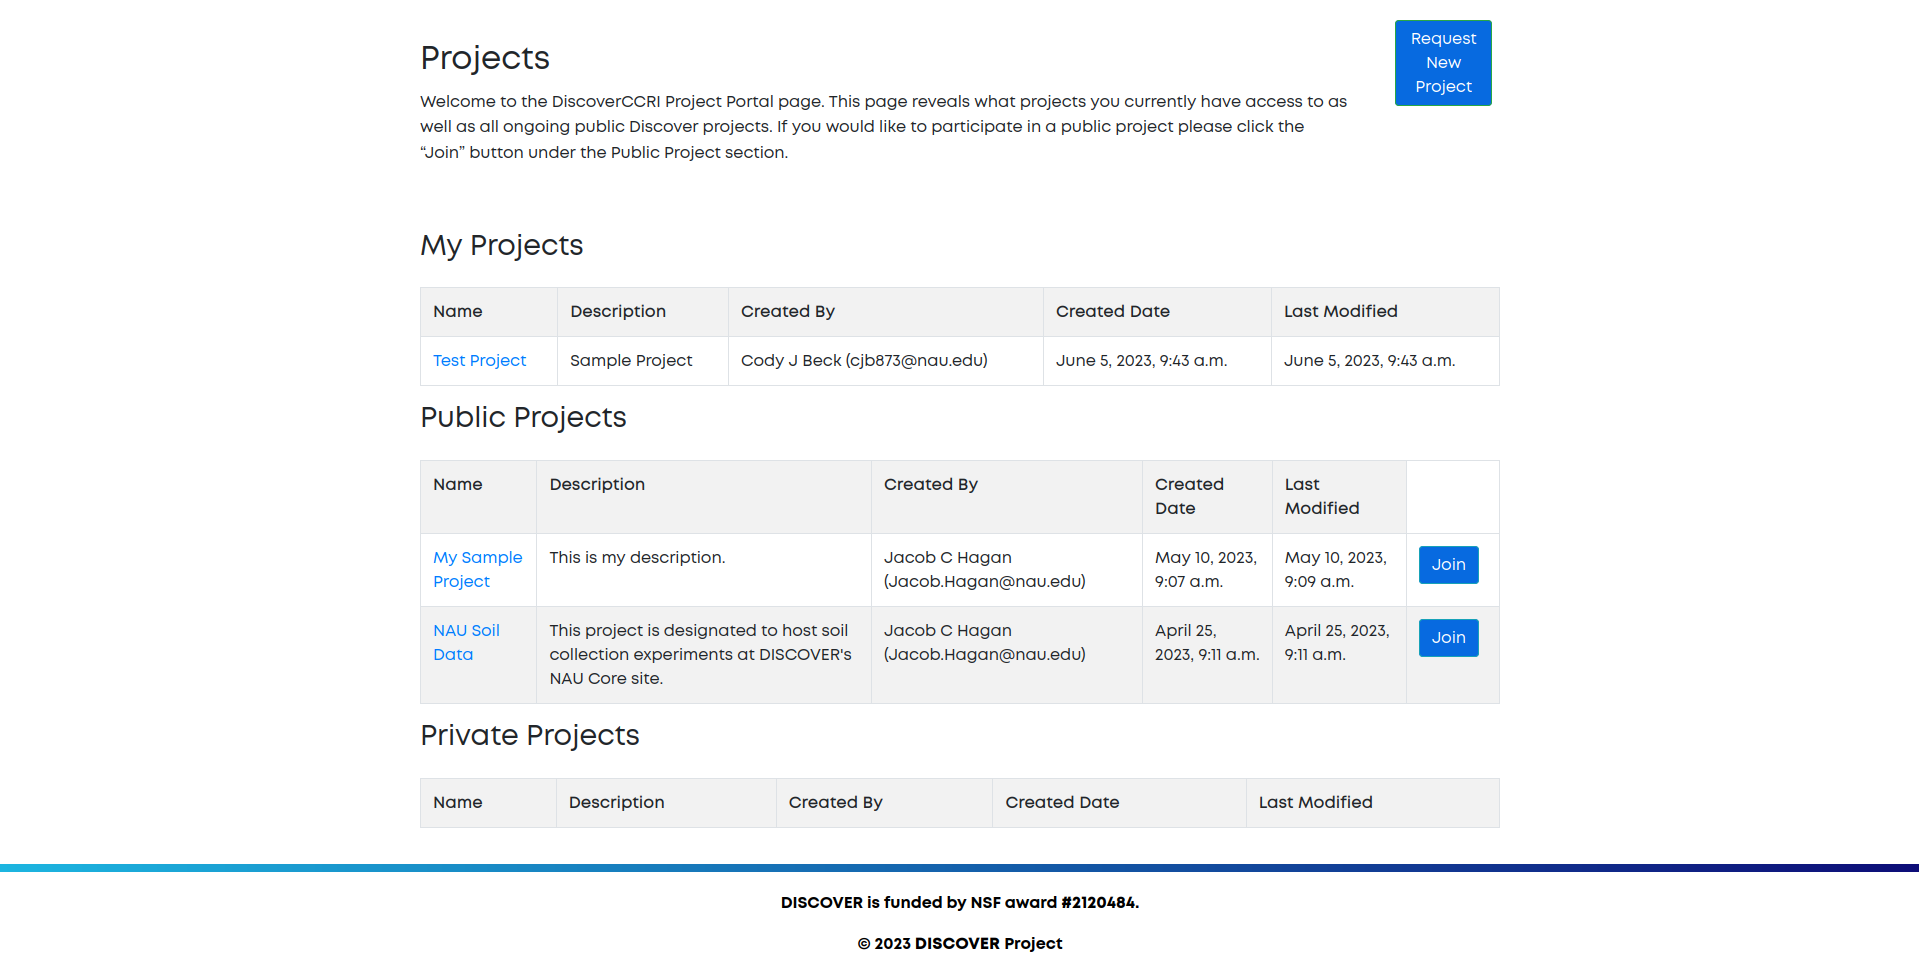 Projects
Request
New
Project
Welcome to the DiscoverCCRI Project Portal page. This page reveals what projects you currently have access to as
well as all ongoing public Discover projects. If you would like to participate in a public project please click the
“Join” button under the Public Project section.
My Projects
Name Description Created By Created Date Last Modified
Test Project Sample Project Cody J Beck (cjb873@nau.edu) June 5, 2023, 9:43 a.m. June 5, 2023, 9:43 a.m.
Public Projects
Name Description Created By Created Last
Date Modified
My Sample This is my description. Jacob C Hagan May 10, 2023, May 10, 2023, Join
Project (Jacob.Hagan@nau.edu) 9:07 a.m. 9:09 a.m.
NAU Soil This project is designated to host soil Jacob C Hagan April 25, April 25, 2023, Join
Data collection experiments at DISCOVER's (Jacob.Hagan@nau.edu) 2023, 9:11 a.m. 9:11 a.m.
NAU Core site.
Private Projects
Name Description Created By Created Date Last Modified
DISCOVER is funded by NSF award #2120484.
© 2023 DISCOVER Project